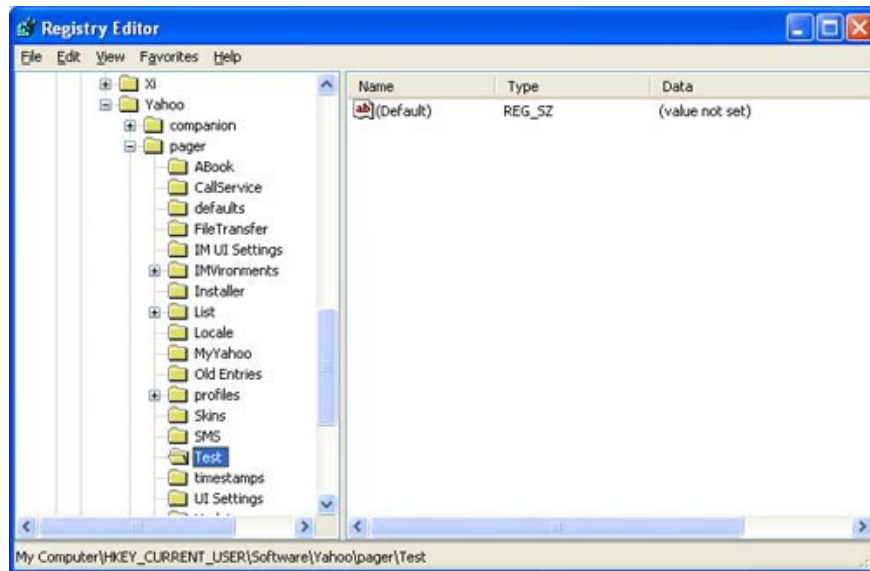 Registry Editor
File Edit View Favorites Help
Xi
Yahoo
companion
pager
ABook
CallService
defaults
FileTransfer
IM UI Settings
IMVironments
Installer
List
Locale
MyYahoo
Old Entries
profiles
Skins
SMS
Test
timestamps
UI Settings
Name Type Data
ab (Default) REG_SZ (value not set)
My Computer\HKEY_CURRENT_USER\Software\Yahoo\pager\Test